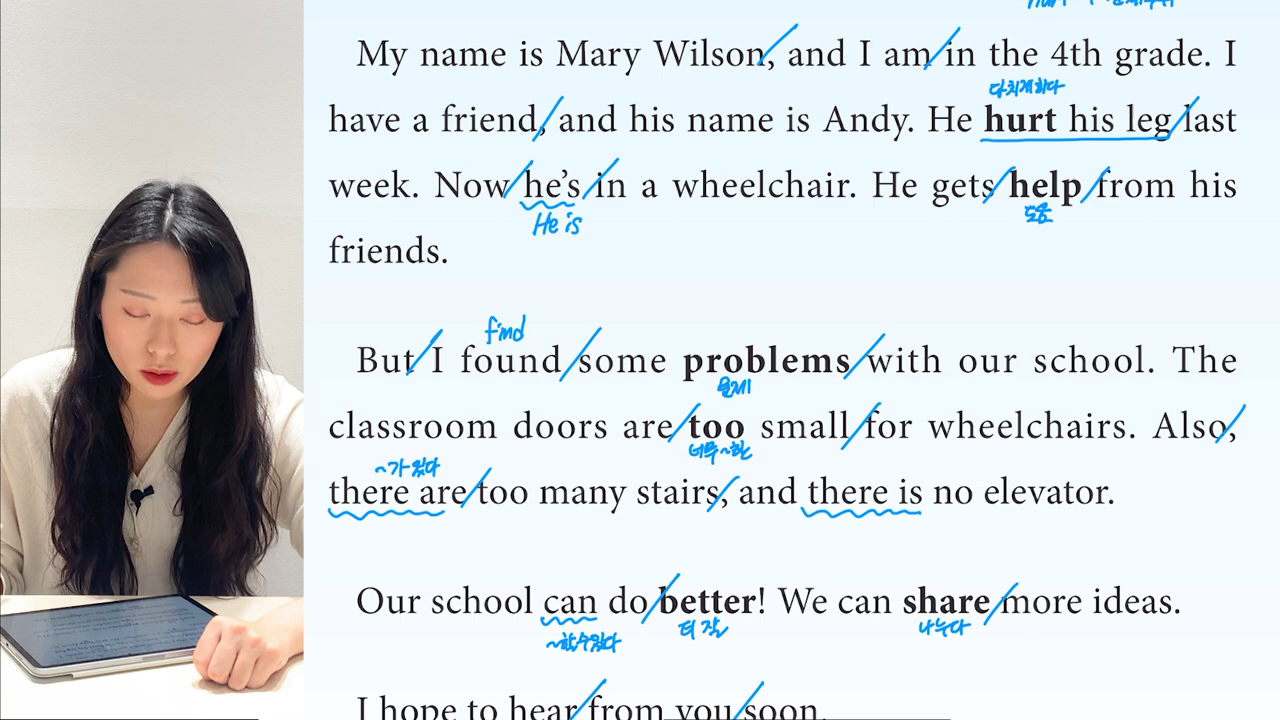 My name is Mary Wilson, and I am in the 4th grade. I
다치게 하다
have a friend, and his name is Andy. He hurt his leg last
week. Now he's in a wheelchair. He gets help from his
He is 도움
friends.
find
But I found some problems with our school. The
문제
classroom doors are too small for wheelchairs. Also,
너무 ~한
~가 있다
there are too many stairs, and there is no elevator.
Our school can do better! We can share more ideas.
~할 수 있다 더 잘 나누다
I hope to hear from you soon.